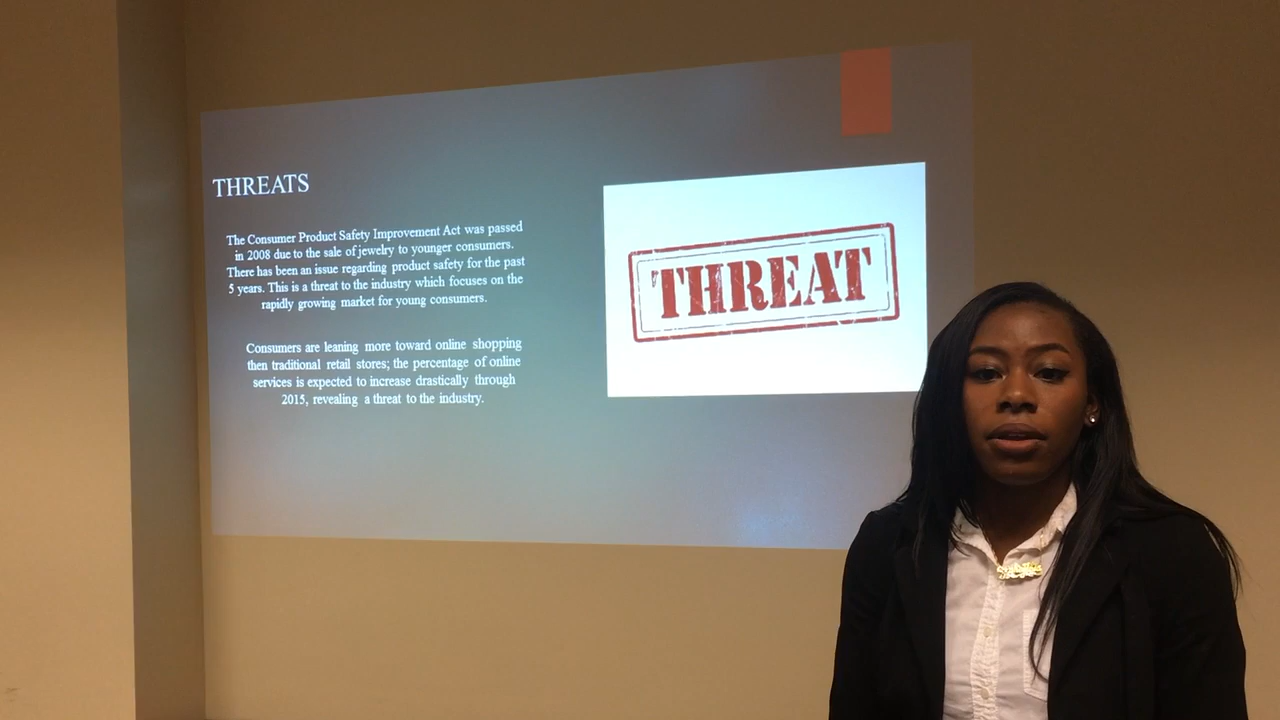 THREATS
The Consumer Product Safety Improvement Act was passed
in 2008 due to the sale of jewelry to younger consumers.
There has been an issue regarding product safety for the past
5 years. This is a threat to the industry which focuses on the
rapidly growing market for young consumers.
Consumers are leaning more toward online shopping
then traditional retail stores; the percentage of online
services is expected to increase drastically through
2015, revealing a threat to the industry.
THREAT